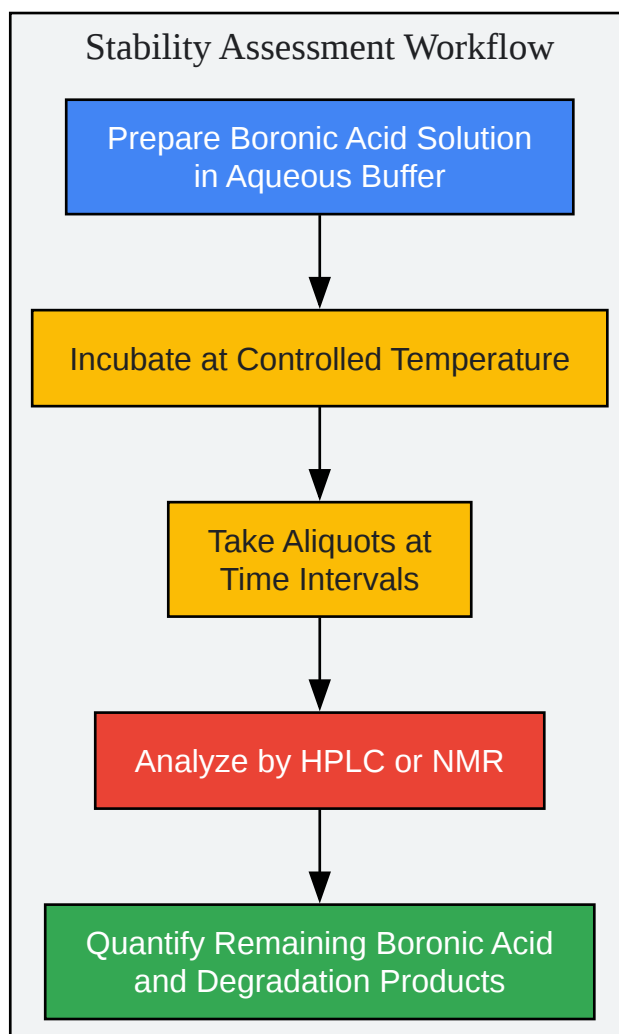 Stability Assessment Workflow
Prepare Boronic Acid Solution
in Aqueous Buffer
Incubate at Controlled Temperature
Take Aliquots at
Time Intervals
Analyze by HPLC or NMR
Quantify Remaining Boronic Acid
and Degradation Products